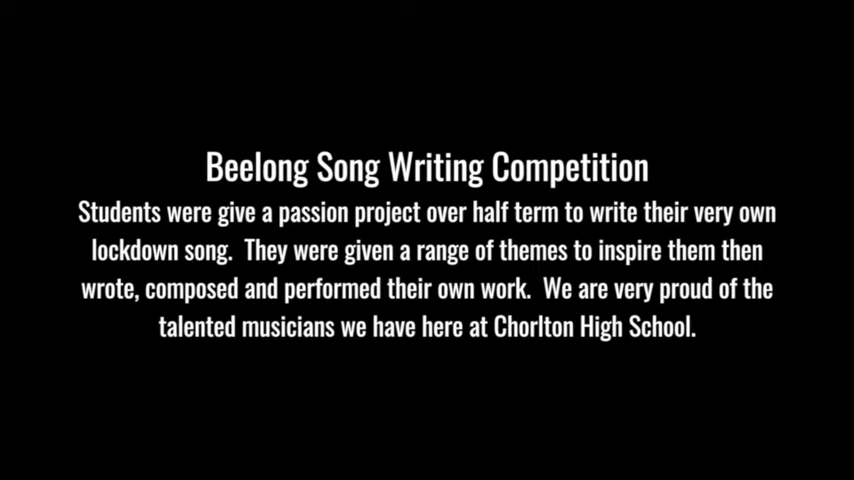 Beelong Song Writing Competition
Students were give a passion project over half term to write their very own
lockdown song.  They were given a range of themes to inspire them then
wrote, composed and performed their own work.  We are very proud of the
talented musicians we have here at Chorlton High School.